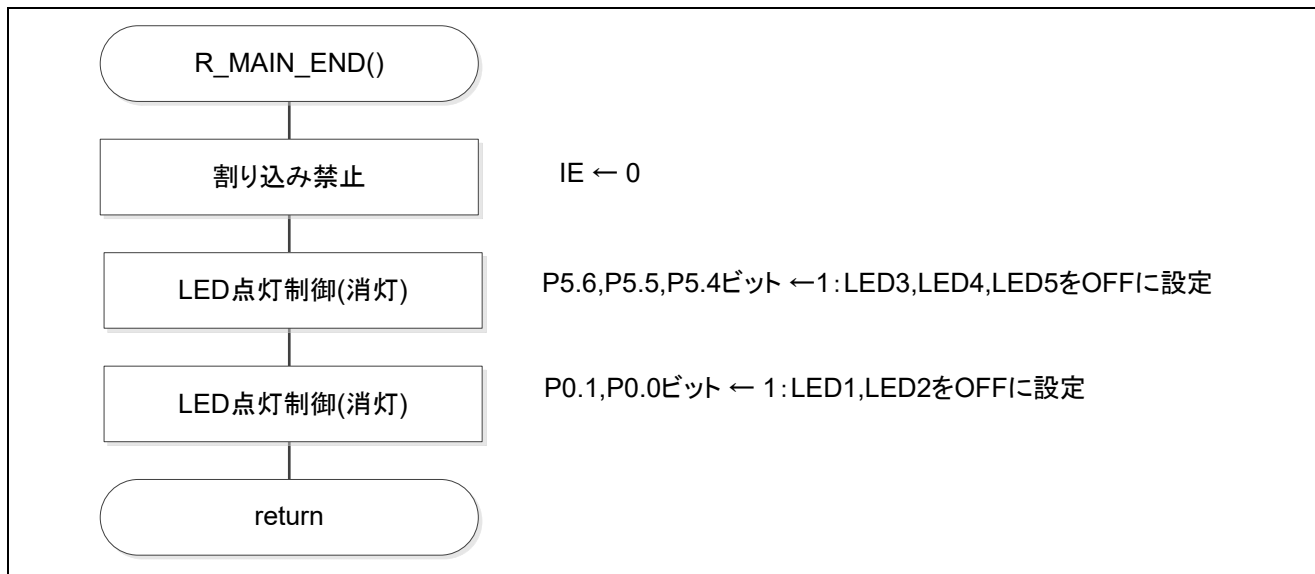 R_MAIN_END()
割り込み禁止
IE ← 0
LED点灯制御(消灯)
P5.6,P5.5,P5.4ビット ←1:LED3,LED4,LED5をOFFに設定
LED点灯制御(消灯)
P0.1,P0.0ビット ← 1:LED1,LED2をOFFに設定
return